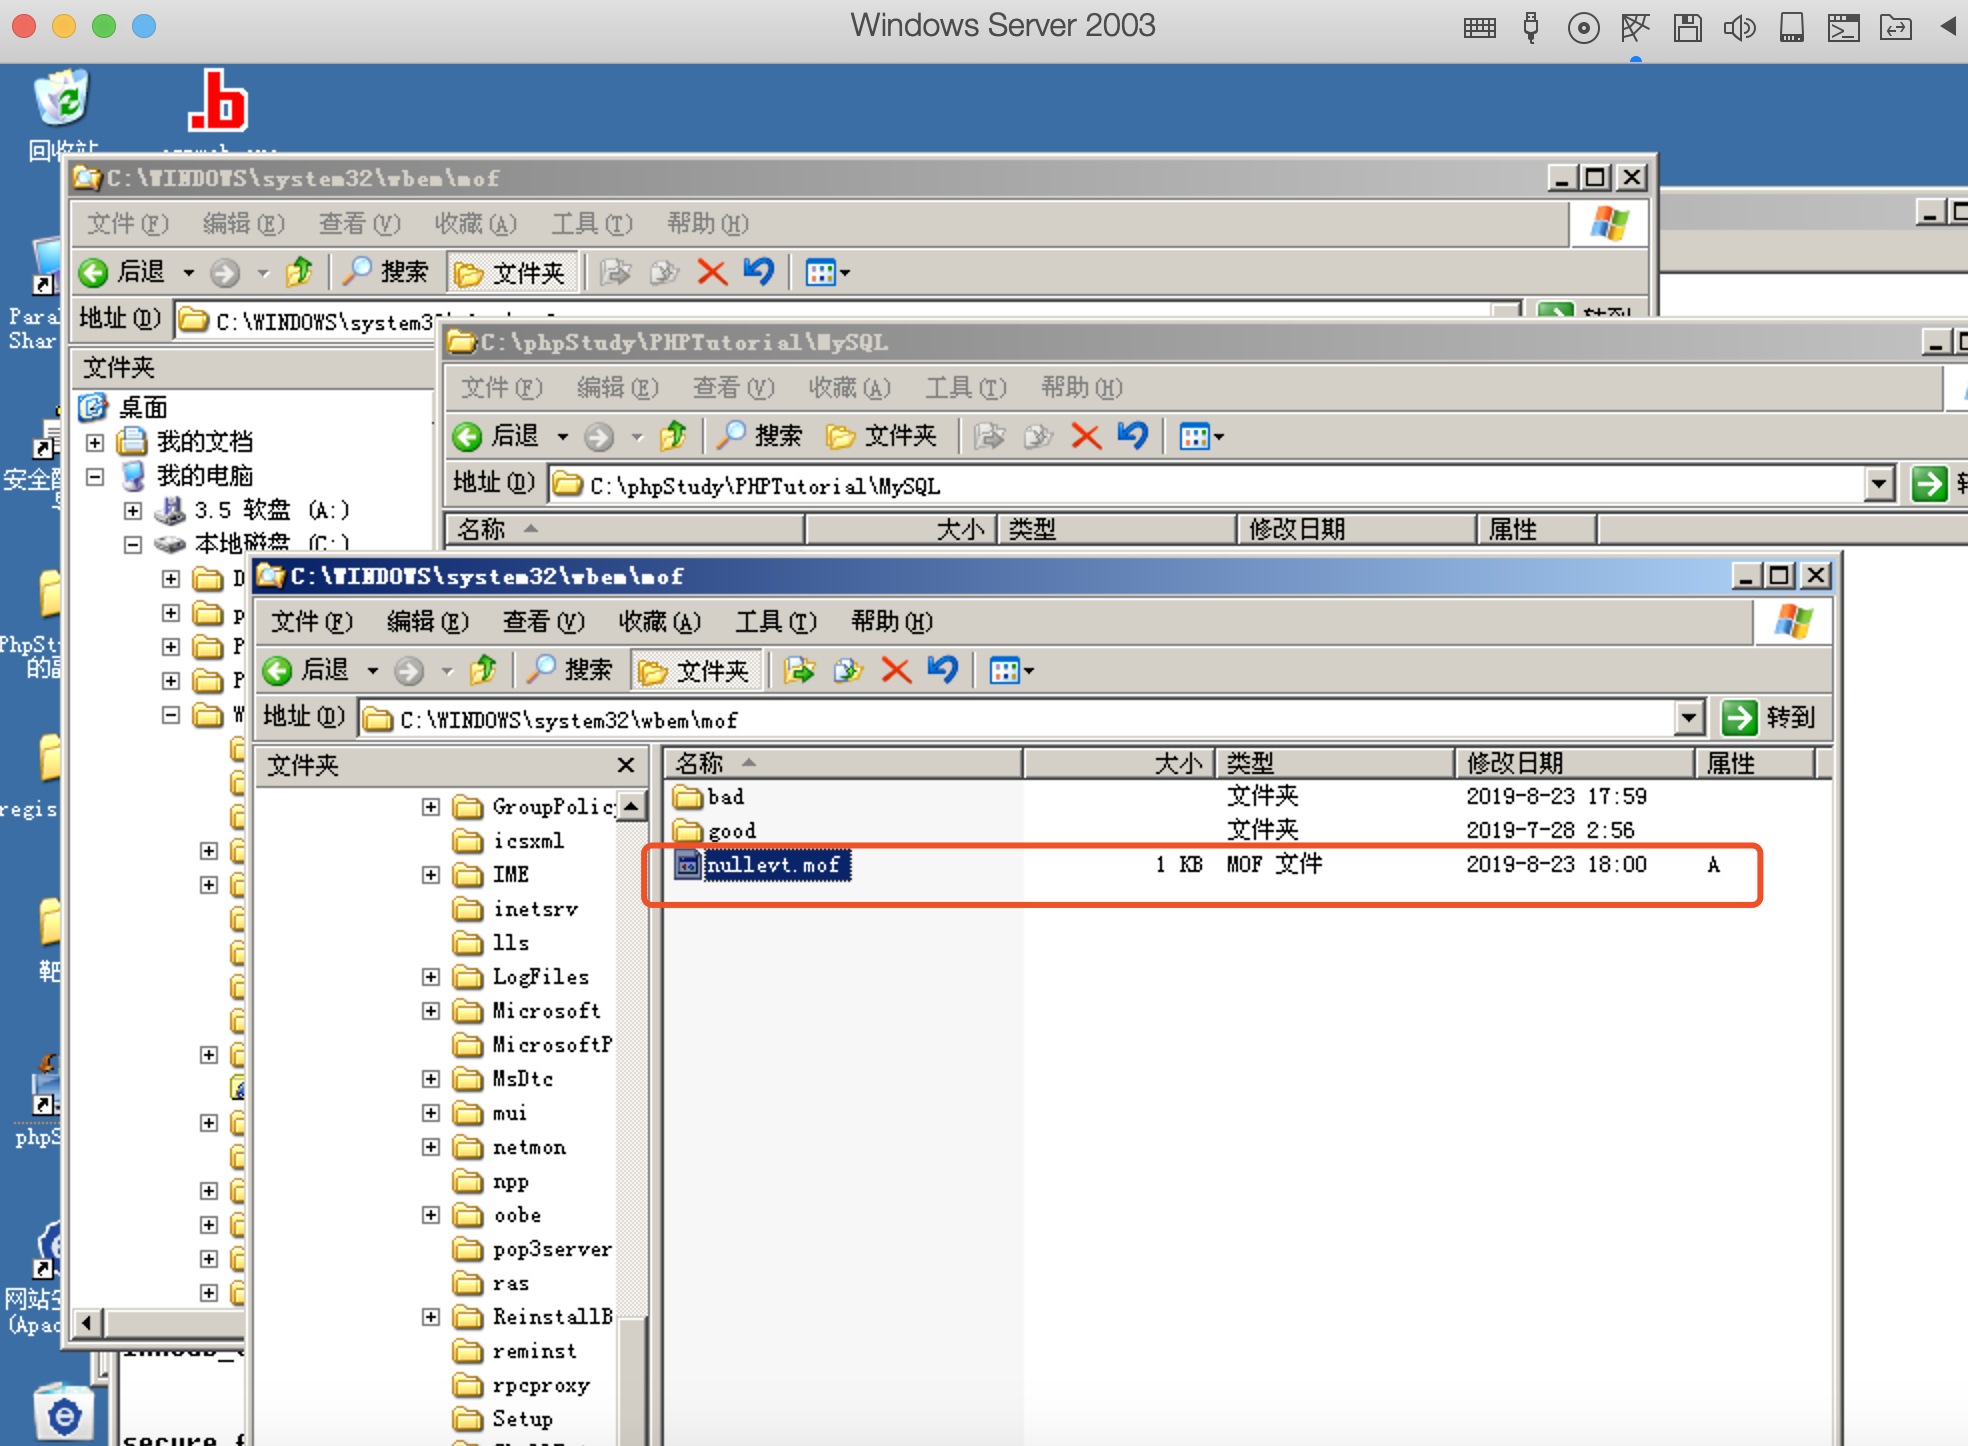 Windows Server 2003
回收站
C:\WINDOWS\system32\wbem\mof
文件(F) 编辑(E) 查看(V) 收藏(A) 工具(T) 帮助(H)
后退 搜索 文件夹
地址(D) C:\WINDOWS\system3
文件夹
桌面
我的文档
我的电脑
3.5 软盘 (A:)
本地磁盘 (C:)
Para
Shar
安全
PhpSt
的
regis
靶
phpS
网站
(Apac
C:\phpStudy\PHPTutorial\MySQL
文件(F) 编辑(E) 查看(V) 收藏(A) 工具(T) 帮助(H)
后退 搜索 文件夹
地址(D) C:\phpStudy\PHPTutorial\MySQL
名称 大小 类型 修改日期 属性
C:\WINDOWS\system32\wbem\mof
文件(F) 编辑(E) 查看(V) 收藏(A) 工具(T) 帮助(H)
后退 搜索 文件夹
地址(D) C:\WINDOWS\system32\wbem\mof 转到
文件夹
GroupPolic
icsxml
IME
inetsrv
lls
LogFiles
Microsoft
MicrosoftP
MsDtc
mui
netmon
npp
oobe
pop3server
ras
ReinstallB
reminst
rpcproxy
Setup
名称 大小 类型 修改日期 属性
bad 文件夹 2019-8-23 17:59
good 文件夹 2019-7-28 2:56
nullevt.mof 1 KB MOF 文件 2019-8-23 18:00 A